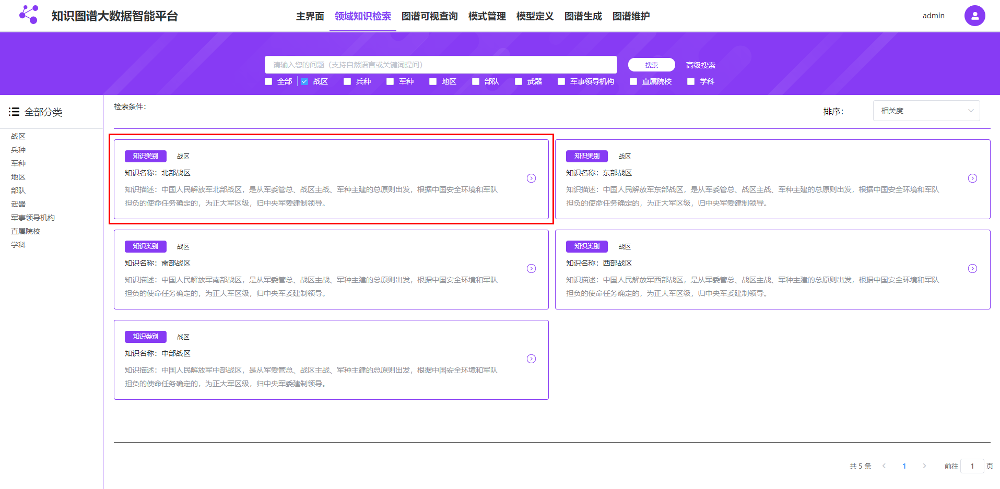 知识图谱大数据智能平台
主界面 领域知识检索 图谱可视查询 模式管理 模型定义 图谱生成 图谱维护
admin
请输入您的问题（支持自然语言或关键词提问）
搜索
高级搜索
全部 战区 兵种 军种 地区 部队 武器 军事领导机构 直属院校 学科
全部分类
战区
兵种
军种
地区
部队
武器
军事领导机构
直属院校
学科
检索条件：
排序： 相关度
知识类别 战区
知识名称：北部战区
知识描述：中国人民解放军北部战区，是从军委管总、战区主战、军种主建的总原则出发，根据中国安全环境和军队
担负的使命任务确定的，为正大军区级，归中央军委建制领导。
知识类别 战区
知识名称：东部战区
知识描述：中国人民解放军东部战区，是从军委管总、战区主战、军种主建的总原则出发，根据中国安全环境和军队
担负的使命任务确定的，为正大军区级，归中央军委建制领导。
知识类别 战区
知识名称：南部战区
知识描述：中国人民解放军南部战区，是从军委管总、战区主战、军种主建的总原则出发，根据中国安全环境和军队
担负的使命任务确定的，为正大军区级，归中央军委建制领导。
知识类别 战区
知识名称：西部战区
知识描述：中国人民解放军西部战区，是从军委管总、战区主战、军种主建的总原则出发，根据中国安全环境和军队
担负的使命任务确定的，为正大军区级，归中央军委建制领导。
知识类别 战区
知识名称：中部战区
知识描述：中国人民解放军中部战区，是从军委管总、战区主战、军种主建的总原则出发，根据中国安全环境和军队
担负的使命任务确定的，为正大军区级，归中央军委建制领导。
共 5 条 1 前往 1 页